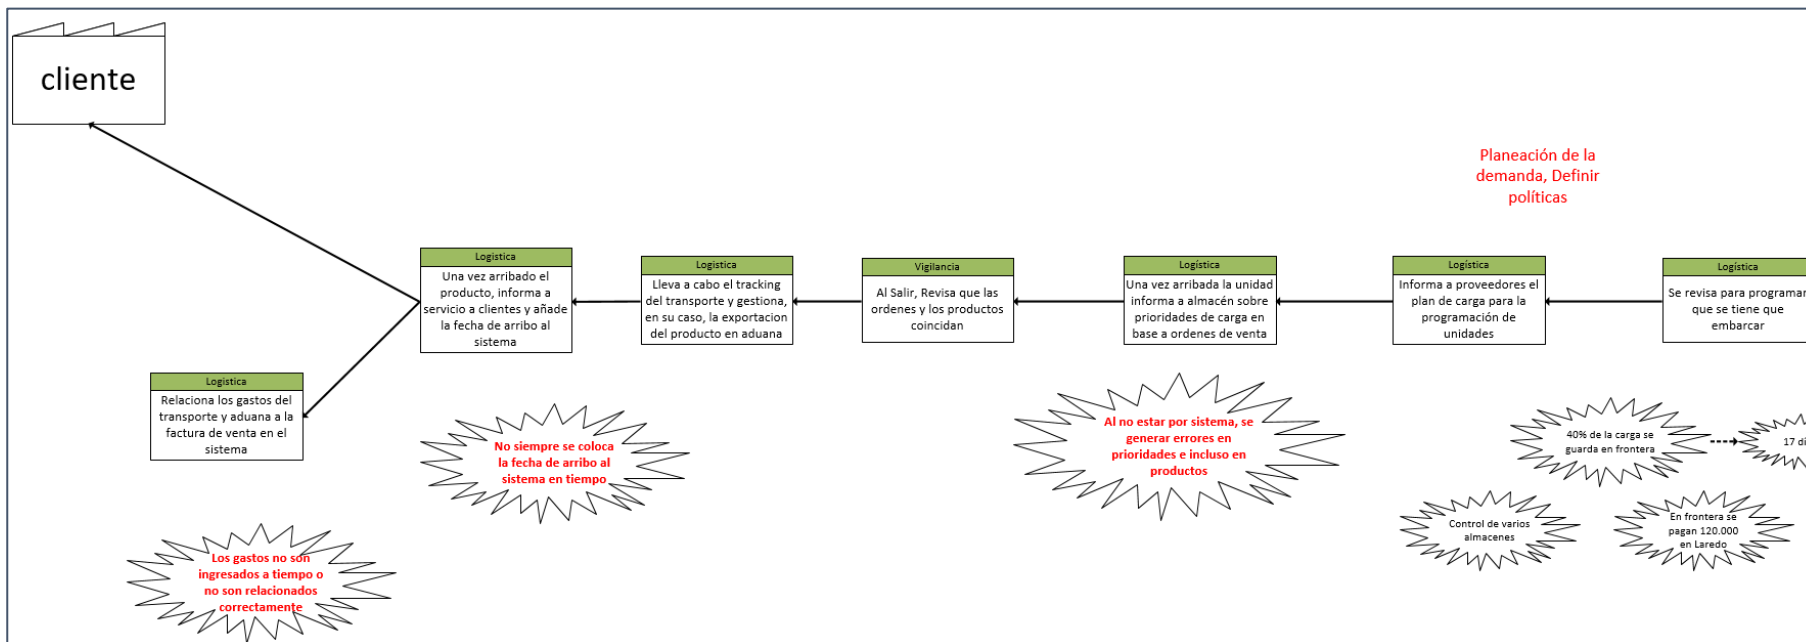 cliente
Planeación de la
demanda, Definir
políticas
Logistica
Una vez arribado el
producto, informa a
servicio a clientes y añade
la fecha de arribo al
sistema
Logistica
Lleva a cabo el tracking
del transporte y gestiona,
en su caso, la exportacion
del producto en aduana
Vigilancia
Al Salir, Revisa que las
ordenes y los productos
coincidan
Logística
Una vez arribada la unidad
informa a almacén sobre
prioridades de carga en
base a ordenes de venta
Logística
Informa a proveedores el
plan de carga para la
programación de
unidades
Logística
Se revisa para programar
que se tiene que
embarcar
Logistica
Relaciona los gastos del
transporte y aduana a la
factura de venta en el
sistema
No siempre se coloca
la fecha de arribo al
sistema en tiempo
Al no estar por sistema, se
generar errores en
prioridades e incluso en
productos
40% de la carga se
guarda en frontera
17
Control de varios
almacenes
En frontera se
pagan 120.000
en Laredo
Los gastos no son
ingresados a tiempo o
no son relacionados
correctamente